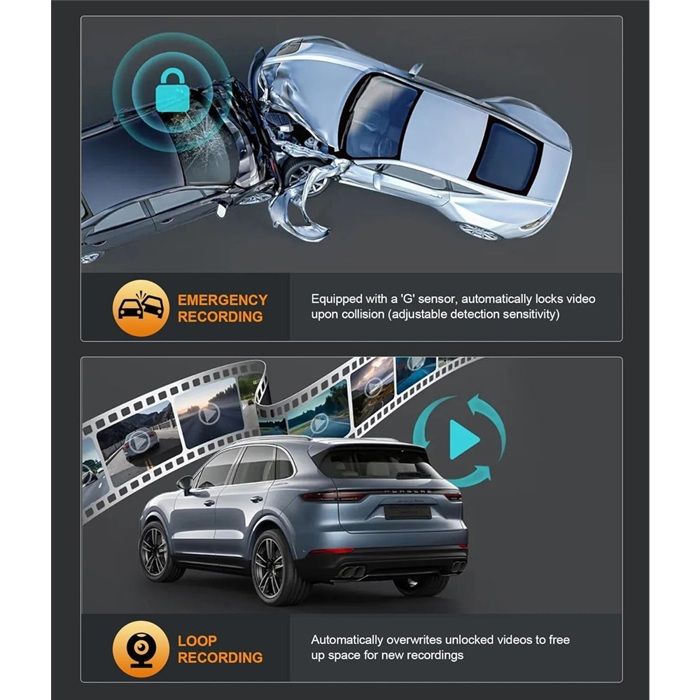 EMERGENCY
RECORDING
Equipped with a 'G' sensor, automatically locks video
upon collision (adjustable detection sensitivity)
PORSCHE
LOOP
RECORDING
Automatically overwrites unlocked videos to free
up space for new recordings